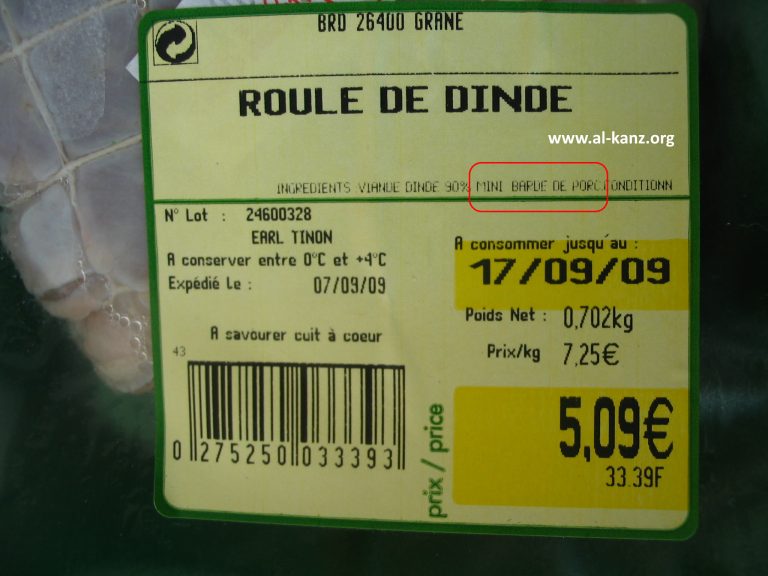 BRD 26400 GRANE
ROULE DE DINDE
www.al-kanz.org
INGREDIENTS VIANDE DINDE 90% MINI BARDE DE PORC.CONDITIONN
N° Lot : 24600328
EARL TINON
A conserver entre 0°C et +4°C
Expédié Le : 07/09/09
A savourer cuit à coeur
43
0 275250 033393
A consommer jusqu'au :
17/09/09
Poids Net : 0,702kg
Prix/kg 7,25€
prix / price
5,09€
33.39F